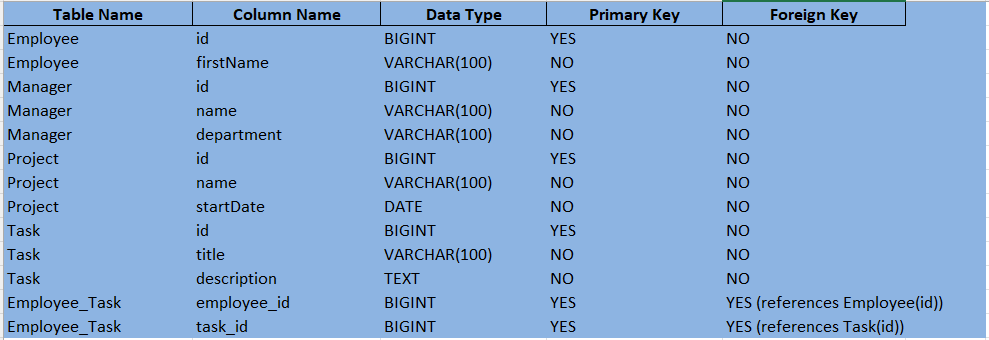 Table Name Column Name Data Type Primary Key Foreign Key
Employee id BIGINT YES NO
Employee firstName VARCHAR(100) NO NO
Manager id BIGINT YES NO
Manager name VARCHAR(100) NO NO
Manager department VARCHAR(100) NO NO
Project id BIGINT YES NO
Project name VARCHAR(100) NO NO
Project startDate DATE NO NO
Task id BIGINT YES NO
Task title VARCHAR(100) NO NO
Task description TEXT NO NO
Employee_Task employee_id BIGINT YES YES (references Employee(id))
Employee_Task task_id BIGINT YES YES (references Task(id))